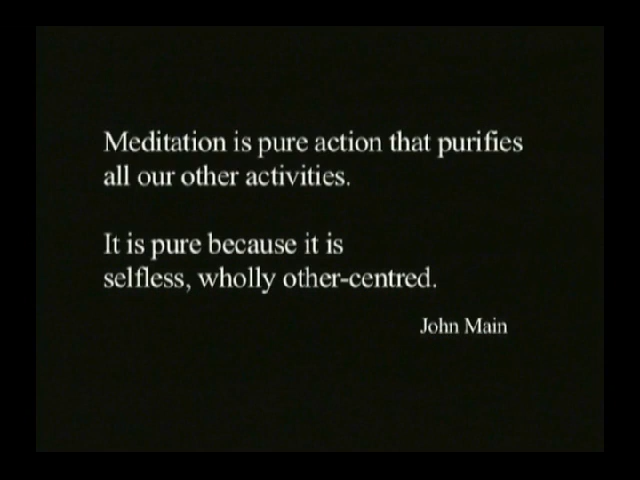 Meditation is pure action that purifies
all our other activities.
It is pure because it is
selfless, wholly other-centred.
John Main